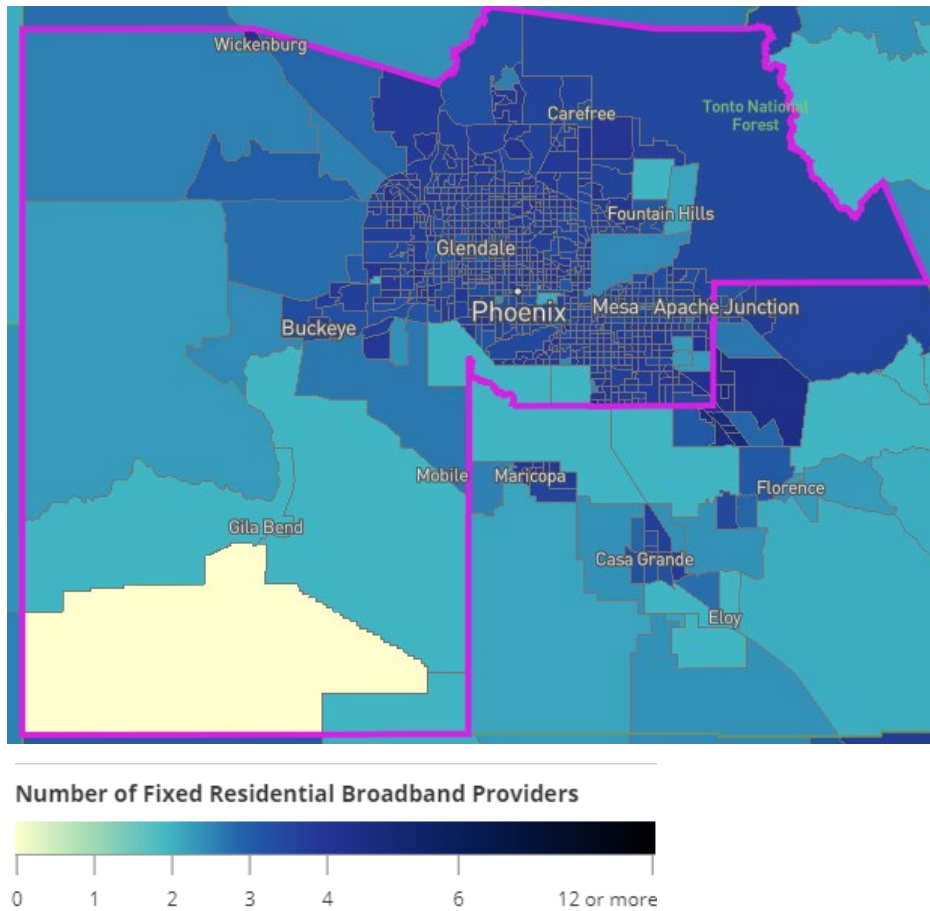 Wickenburg
Carefree
Tonto National
Forest
Fountain Hills
Glendale
Phoenix
Mesa
Apache Junction
Buckeye
Mobile
Maricopa
Florence
Gila Bend
Casa Grande
Eloy
Number of Fixed Residential Broadband Providers
0 1 2 3 4 6 12 or more